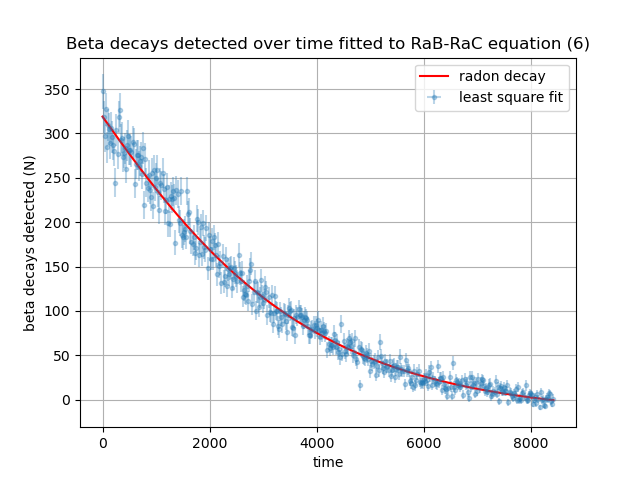 Beta decays detected over time fitted to RaB-RaC equation (6)
radon decay
least square fit
beta decays detected (N)
350
300
250
200
150
100
50
0
0 2000 4000 6000 8000
time